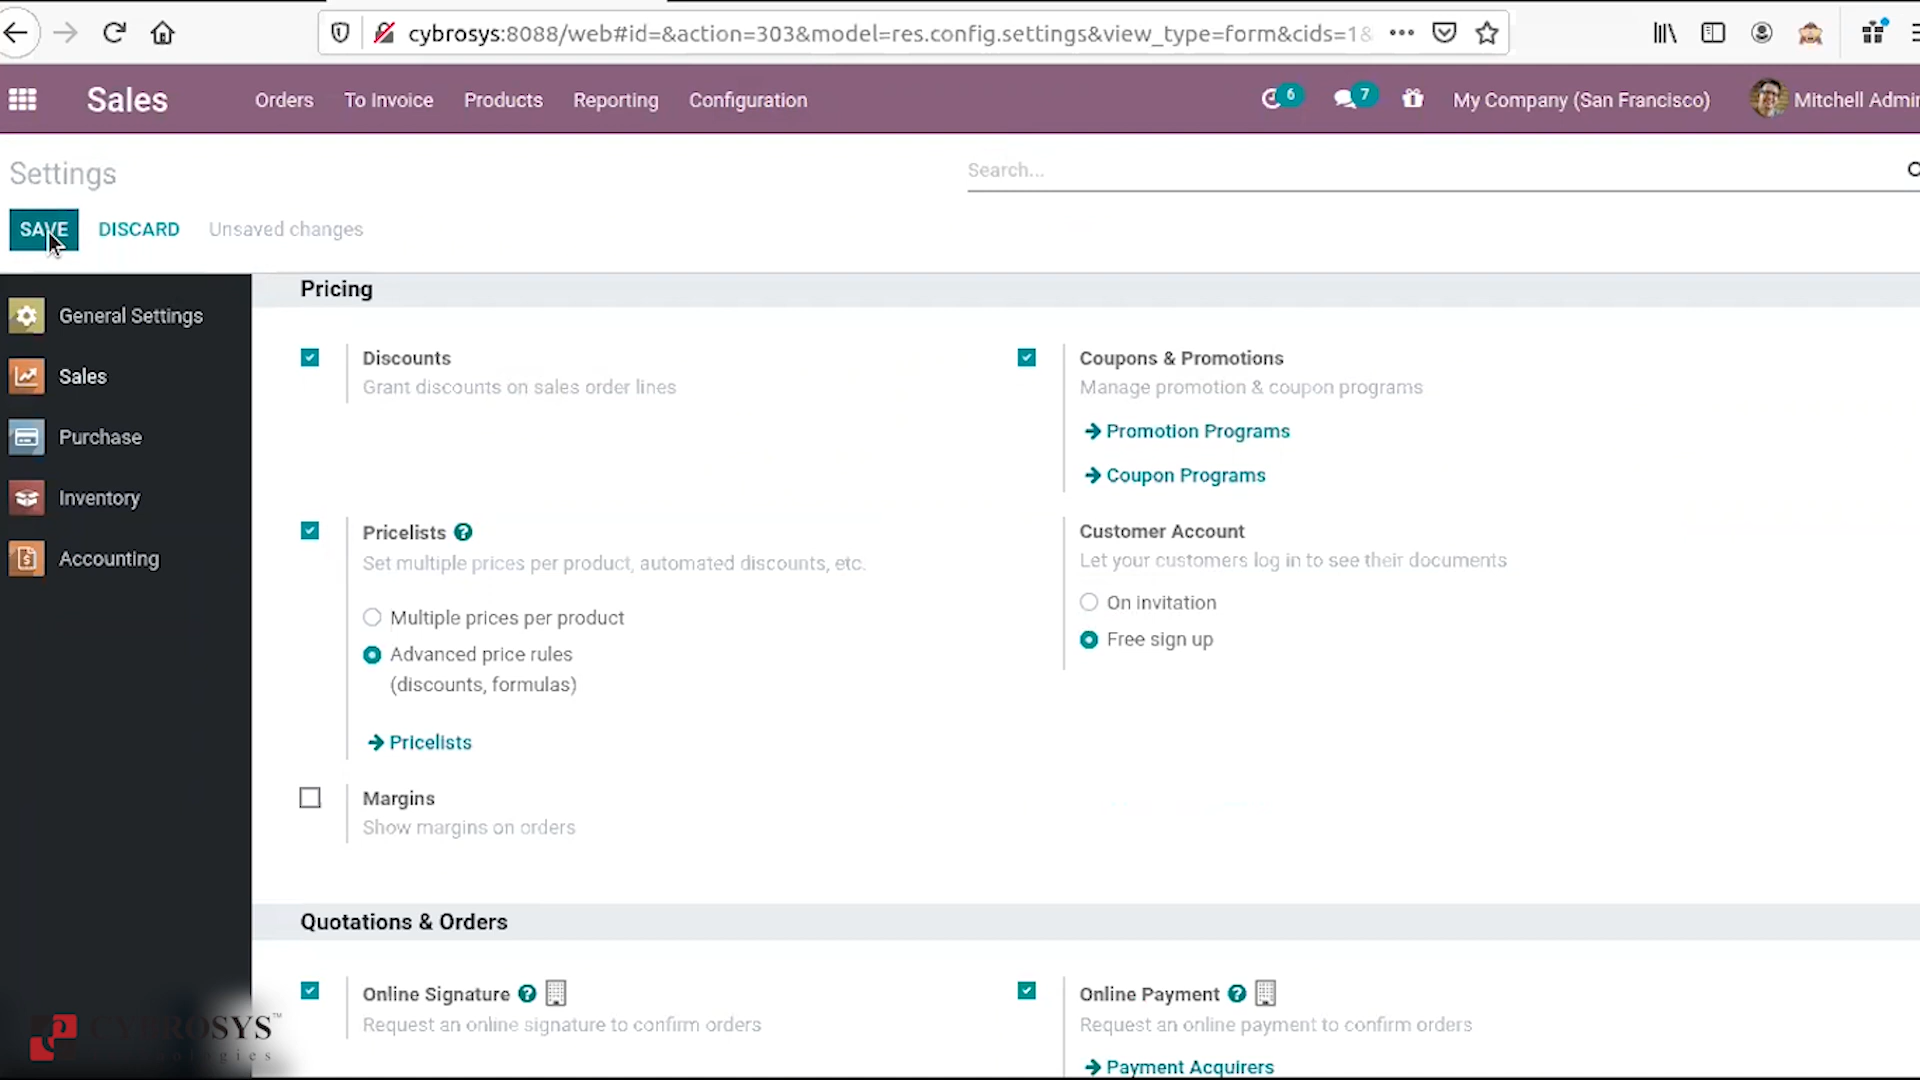 cybrosys:8088/web#id=&action=303&model=res.config.settings&view_type=form&cids=1&
Sales
Orders
To Invoice
Products
Reporting
Configuration
6
7
My Company (San Francisco)
Mitchell Admin
Settings
Search...
SAVE
DISCARD
Unsaved changes
General Settings
Sales
Purchase
Inventory
Accounting
Pricing
Discounts
Grant discounts on sales order lines
Coupons & Promotions
Manage promotion & coupon programs
Promotion Programs
Coupon Programs
Pricelists ?
Set multiple prices per product, automated discounts, etc.
Multiple prices per product
Advanced price rules
(discounts, formulas)
Pricelists
Customer Account
Let your customers log in to see their documents
On invitation
Free sign up
Margins
Show margins on orders
Quotations & Orders
Online Signature ?
Request an online signature to confirm orders
Online Payment ?
Request an online payment to confirm orders
Payment Acquirers
CYBROSYS™